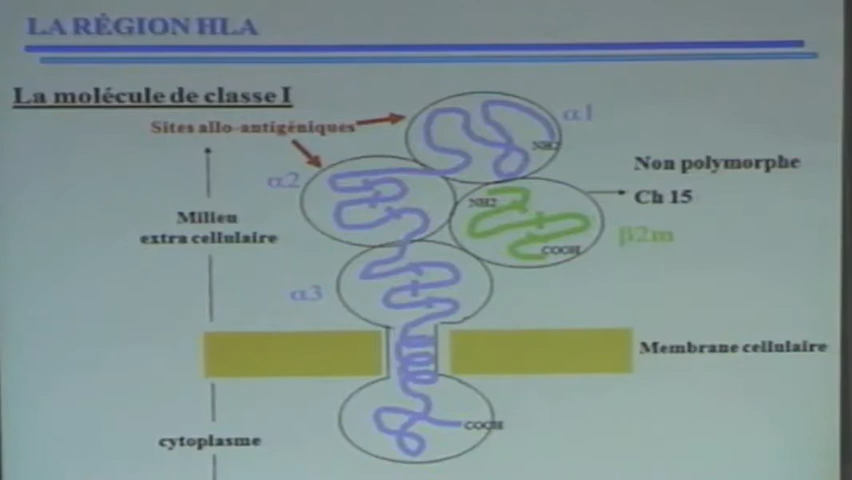 LA RÉGION HLA
La molécule de classe I
Sites allo-antigéniques
α1
NH2
α2
Non polymorphe
NH2
Ch 15
Milieu
extra cellulaire
COOH
β2m
α3
Membrane cellulaire
COOH
cytoplasme